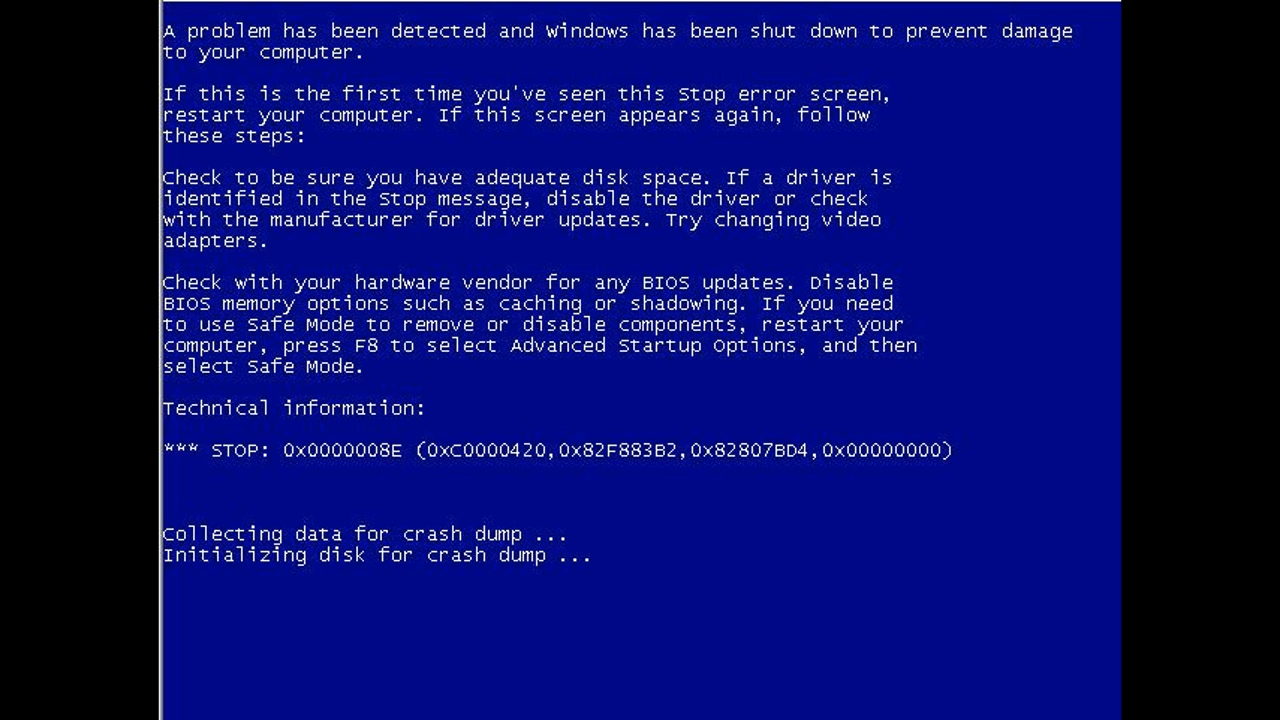 A problem has been detected and Windows has been shut down to prevent damage
to your computer.
If this is the first time you've seen this Stop error screen,
restart your computer. If this screen appears again, follow
these steps:
Check to be sure you have adequate disk space. If a driver is
identified in the Stop message, disable the driver or check
with the manufacturer for driver updates. Try changing video
adapters.
Check with your hardware vendor for any BIOS updates. Disable
BIOS memory options such as caching or shadowing. If you need
to use Safe Mode to remove or disable components, restart your
computer, press F8 to select Advanced Startup Options, and then
select Safe Mode.
Technical information:
*** STOP: 0x0000008E (0xC0000420,0x82F883B2,0x82807BD4,0x00000000)
Collecting data for crash dump ...
Initializing disk for crash dump ...